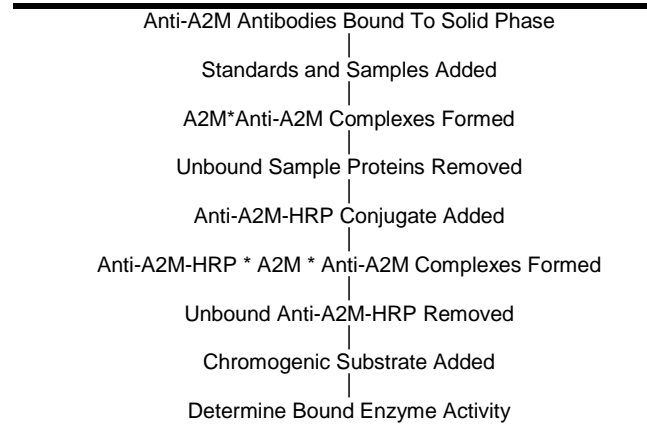 Anti-A2M Antibodies Bound To Solid Phase
Standards and Samples Added
A2M*Anti-A2M Complexes Formed
Unbound Sample Proteins Removed
Anti-A2M-HRP Conjugate Added
Anti-A2M-HRP * A2M * Anti-A2M Complexes Formed
Unbound Anti-A2M-HRP Removed
Chromogenic Substrate Added
Determine Bound Enzyme Activity